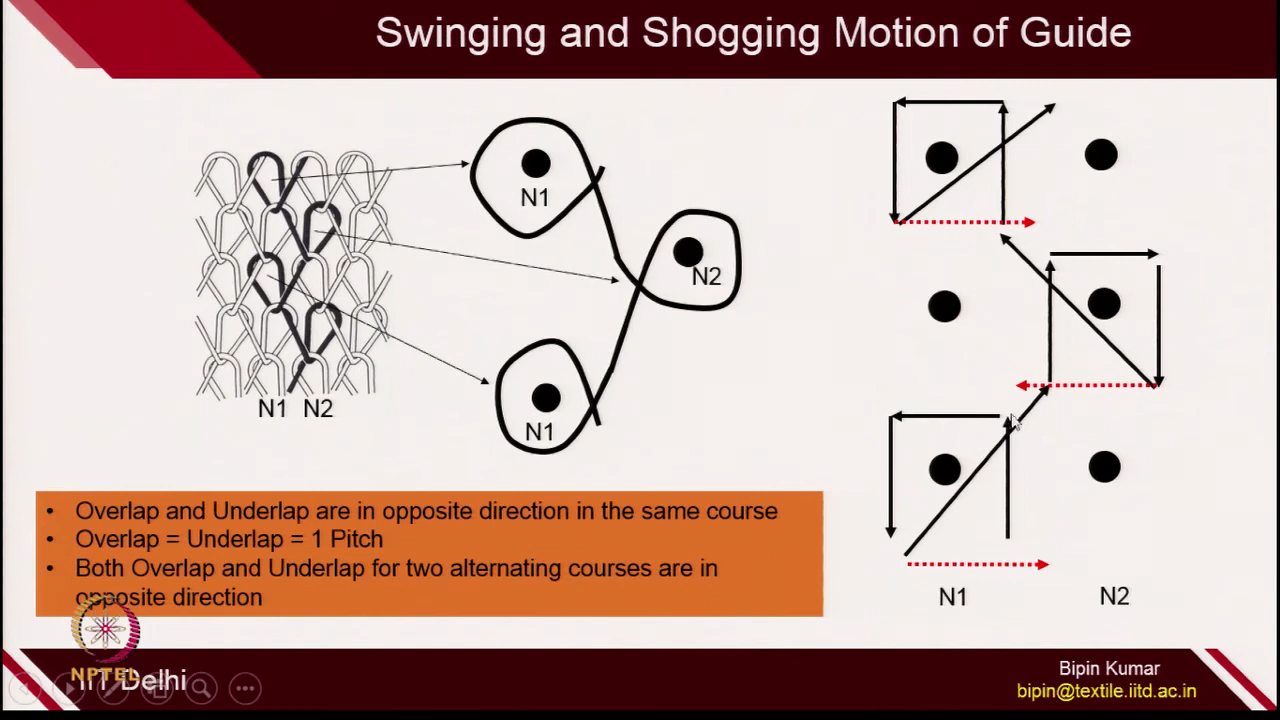 Swinging and Shogging Motion of Guide
N1
N2
N1
N1 N2
• Overlap and Underlap are in opposite direction in the same course
• Overlap = Underlap = 1 Pitch
• Both Overlap and Underlap for two alternating courses are in
opposite direction
N1 N2
NPTEL
IIT Delhi
Bipin Kumar
bipin@textile.iitd.ac.in